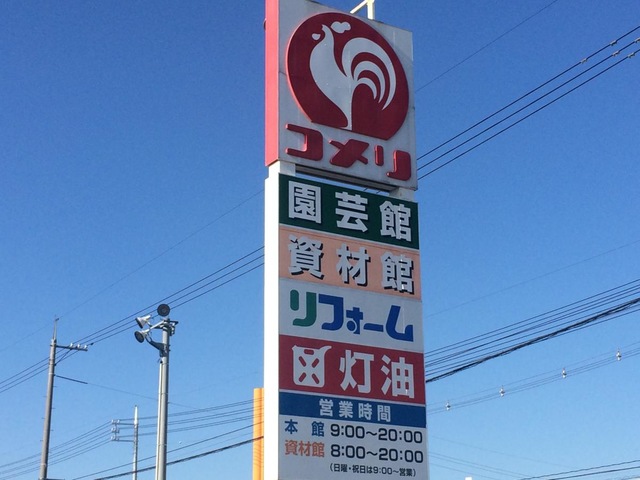 コメリ
園芸館
資材館
リフォーム
灯油
営業時間
本館 9:00〜20:00
資材館 8:00〜20:00
(日曜・祝日は9:00〜営業)